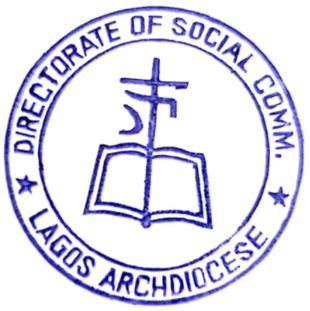 DIRECTORATE OF SOCIAL COMM.
LAGOS ARCHDIOCESE